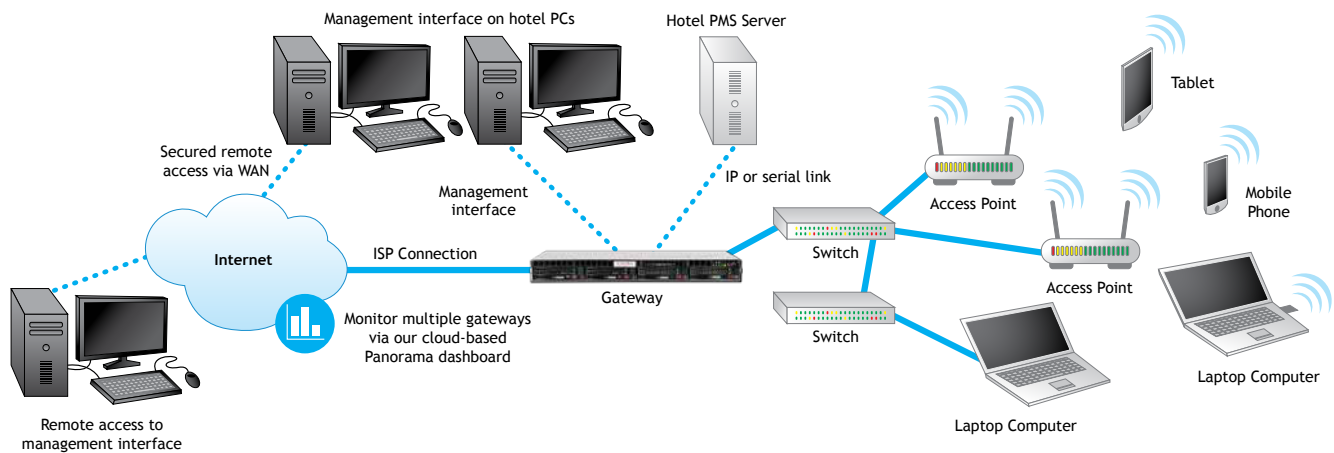 Management interface on hotel PCs
Hotel PMS Server
Tablet
Secured remote
access via WAN
Management
interface
IP or serial link
Access Point
Mobile
Phone
Internet
ISP Connection
Switch
Gateway
Access Point
Monitor multiple gateways
via our cloud-based
Panorama dashboard
Switch
Laptop Computer
Laptop Computer
Remote access to
management interface